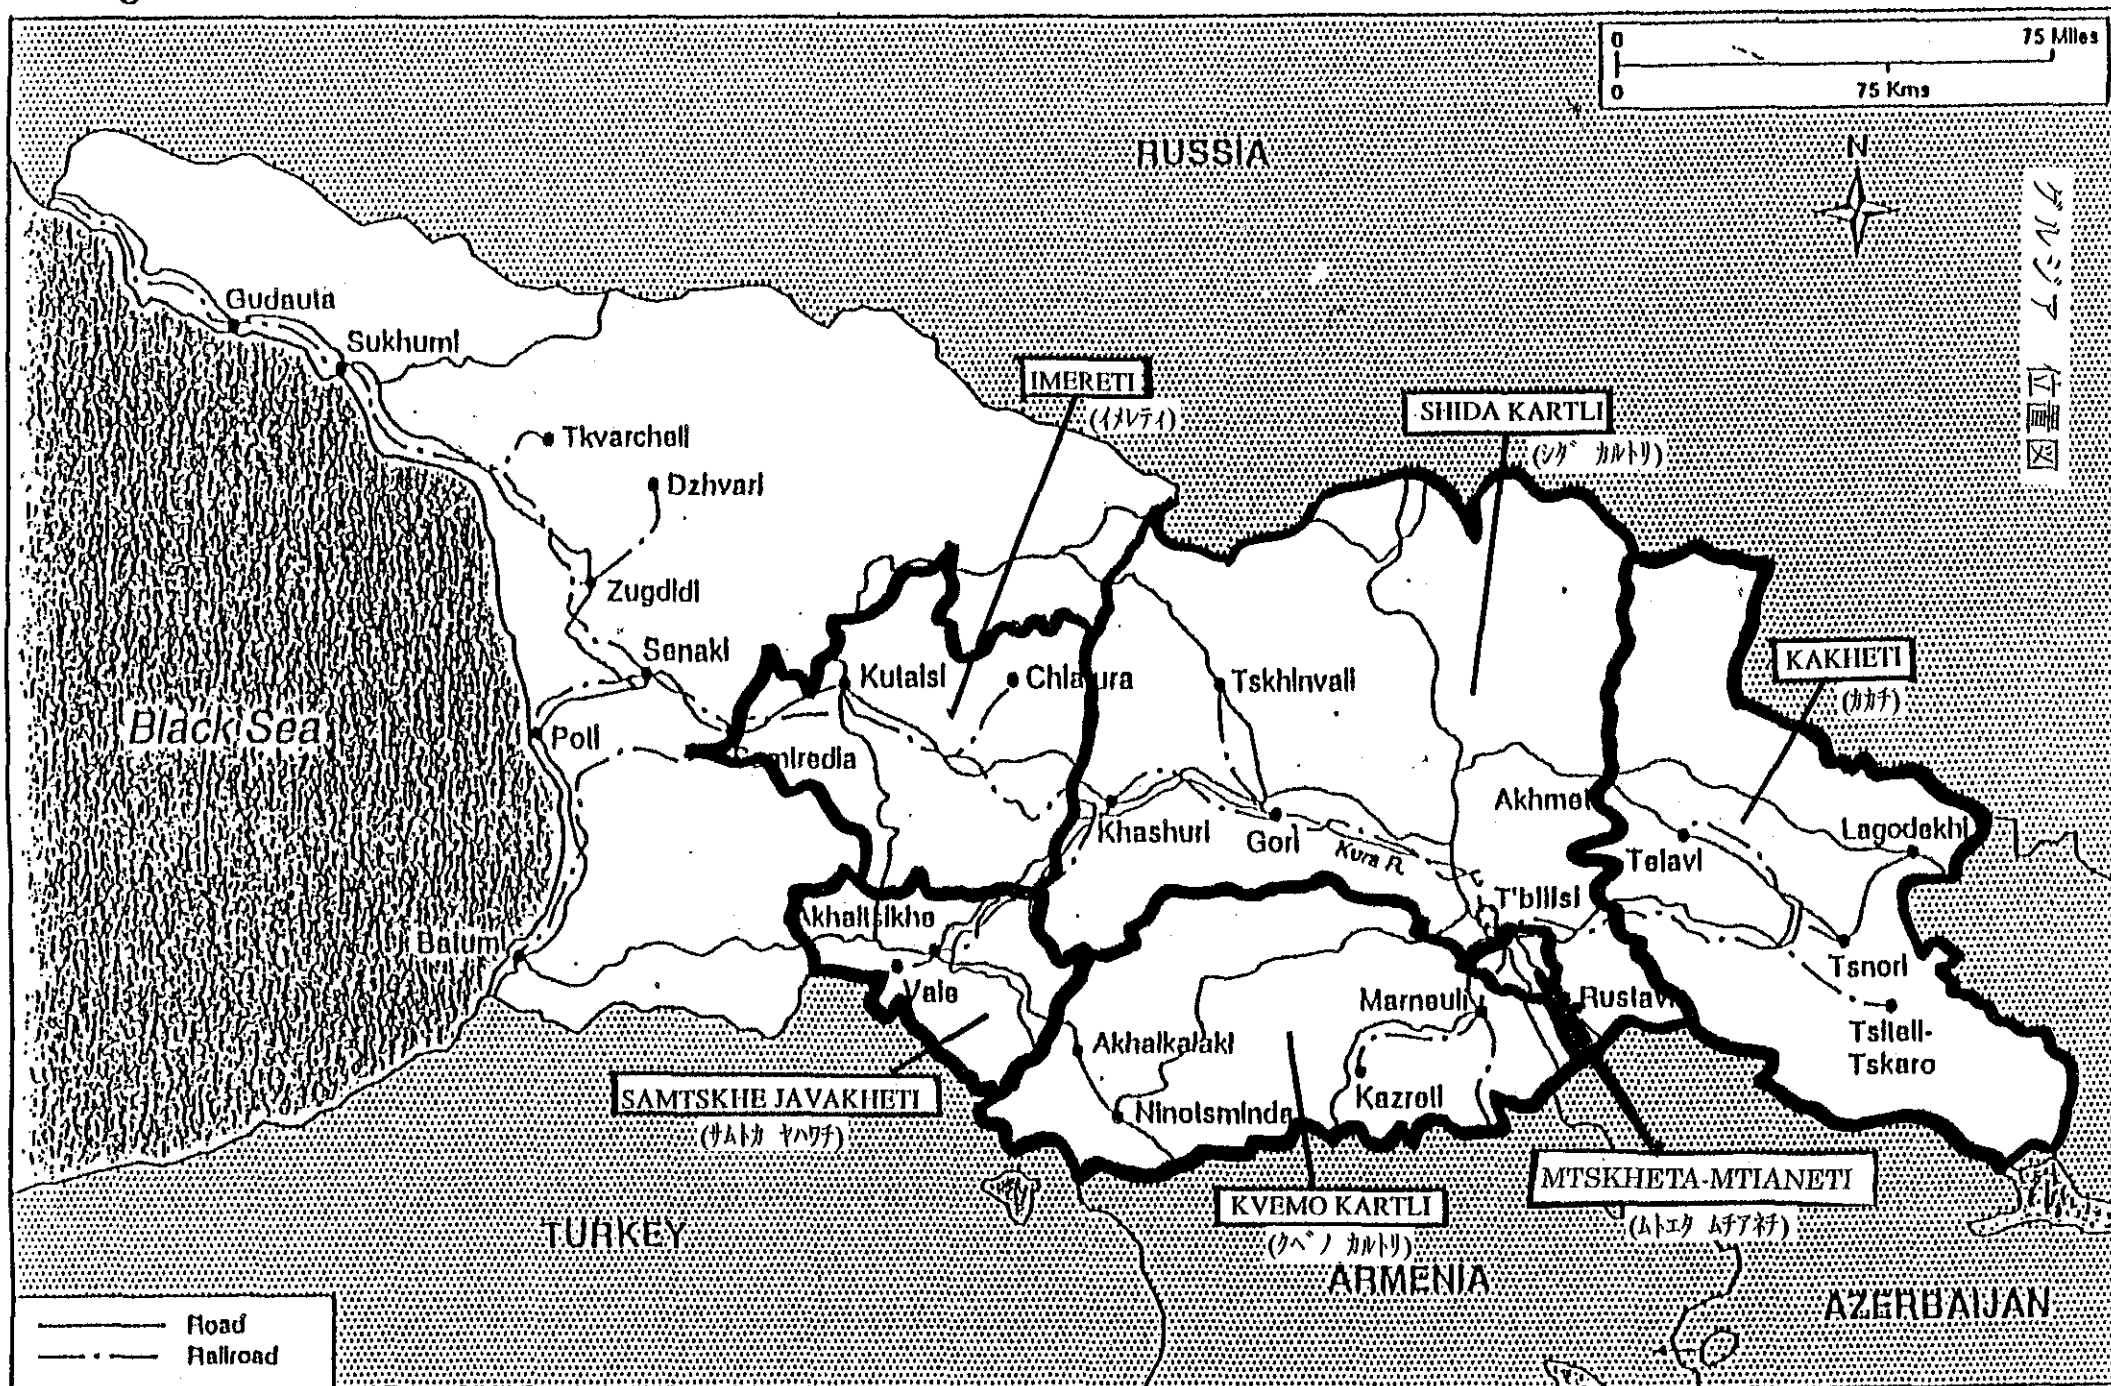 0 75 Miles
0 75 Kms
RUSSIA
N
グルジア 位置図
Gudauta
Sukhumi
IMERETI
(イメレティ)
SHIDA KARTLI
(シダ カルトリ)
Tkvarcheli
Dzhvari
Zugdidi
Senaki
Kutaisi
Chiatura
Tskhinvali
KAKHETI
(カカチ)
Black Sea
Poti
Samtredia
Khashuri
Gori
Kura R.
Akhmet
Lagodekhi
Telavi
T'bilisi
Akhaltsikhe
Batumi
Vale
Tsnori
Marneuli
Rustavi
Akhalkalaki
Tsiteli-
Tskaro
SAMTSKHE JAVAKHETI
(サムトカ ヤハワチ)
Ninotsminda
Kazreti
MTSKHETA-MTIANETI
(ムトエタ ムチアネチ)
KVEMO KARTLI
(クベノ カルトリ)
TURKEY
ARMENIA
AZERBAIJAN
Road
Railroad